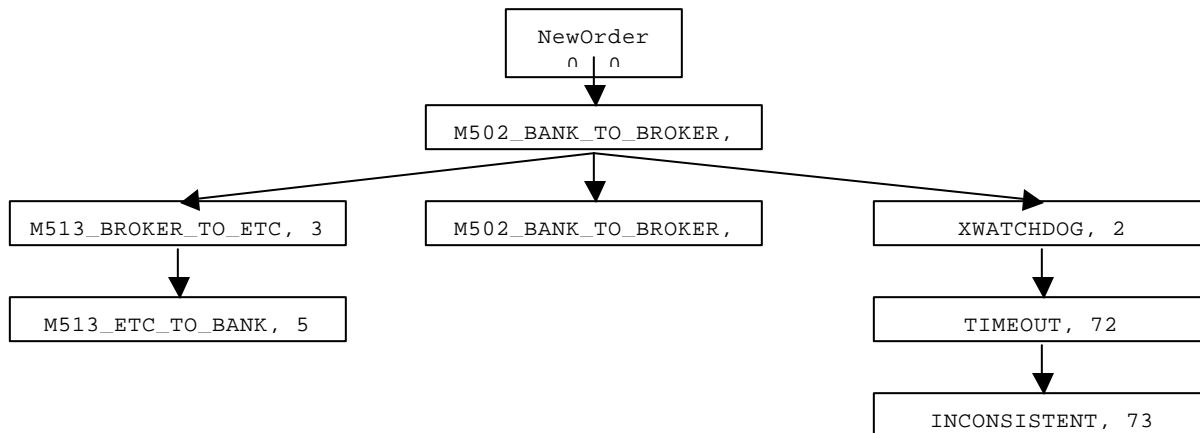 NewOrder
M502_BANK_TO_BROKER,
M513_BROKER_TO_ETC, 3
M502_BANK_TO_BROKER,
XWATCHDOG, 2
M513_ETC_TO_BANK, 5
TIMEOUT, 72
INCONSISTENT, 73